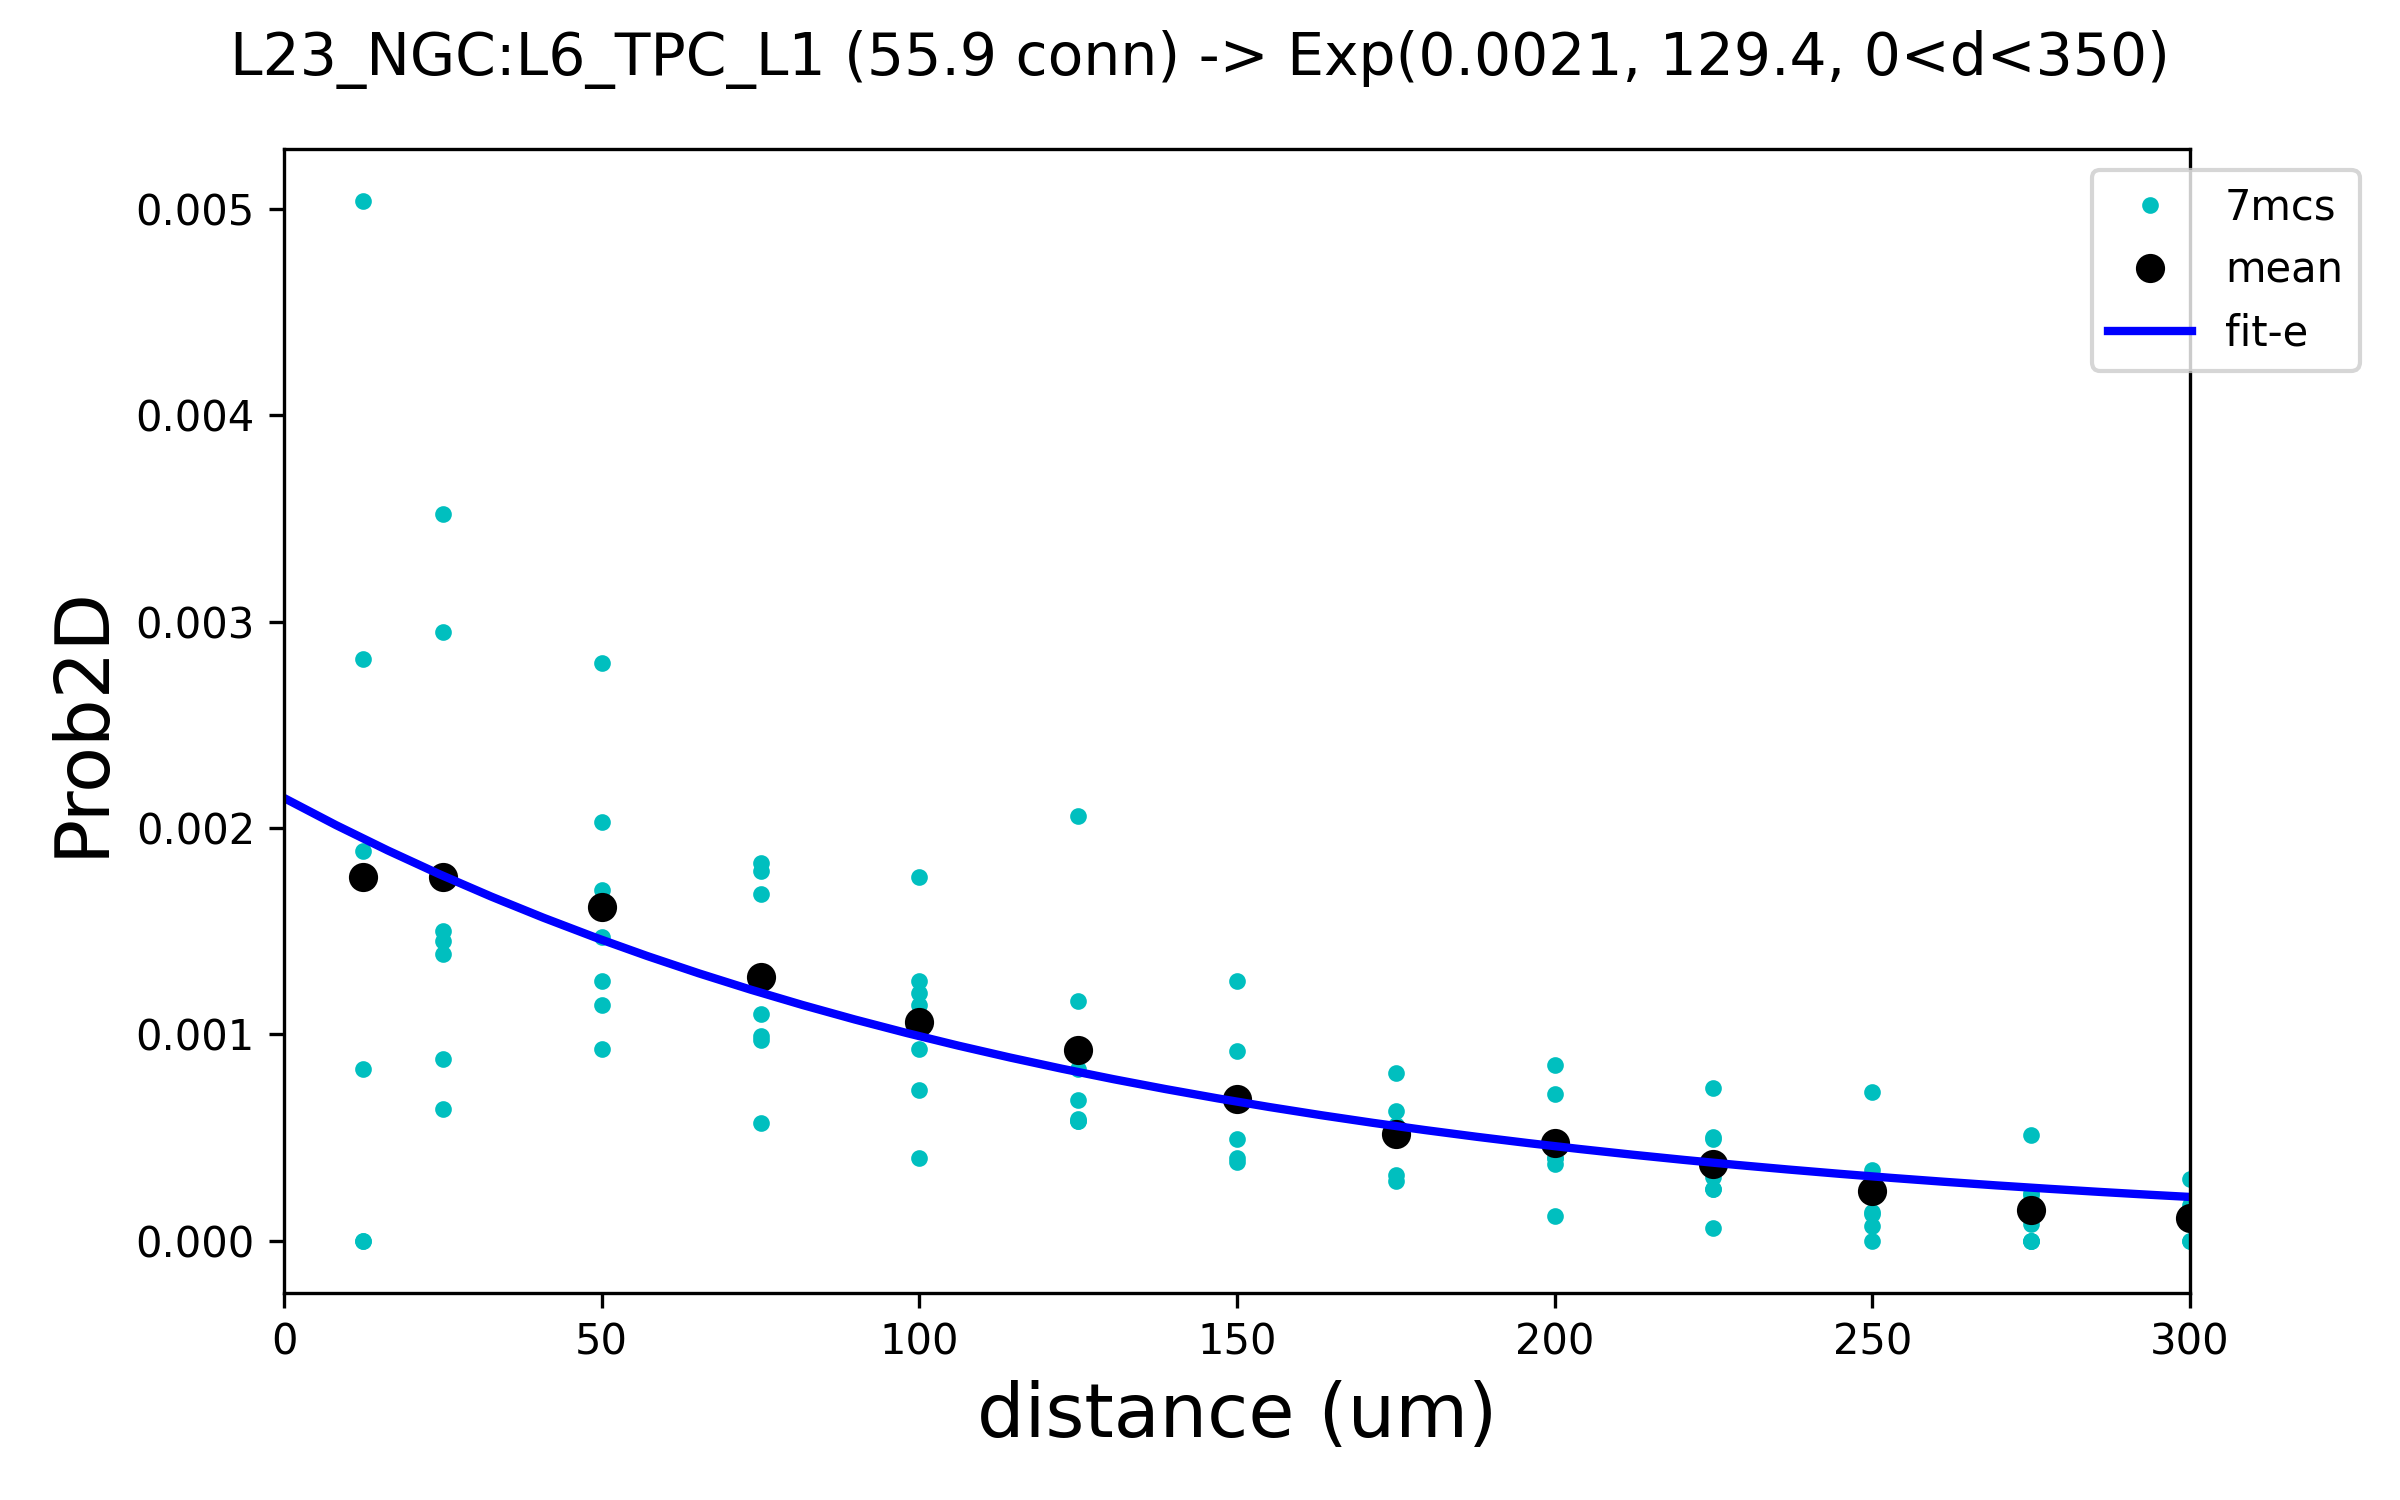 L23_NGC:L6_TPC_L1 (55.9 conn) -> Exp(0.0021, 129.4, 0<d<350)
7mcs
mean
fit-e
Prob2D
0.005
0.004
0.003
0.002
0.001
0.000
0 50 100 150 200 250 300
distance (um)